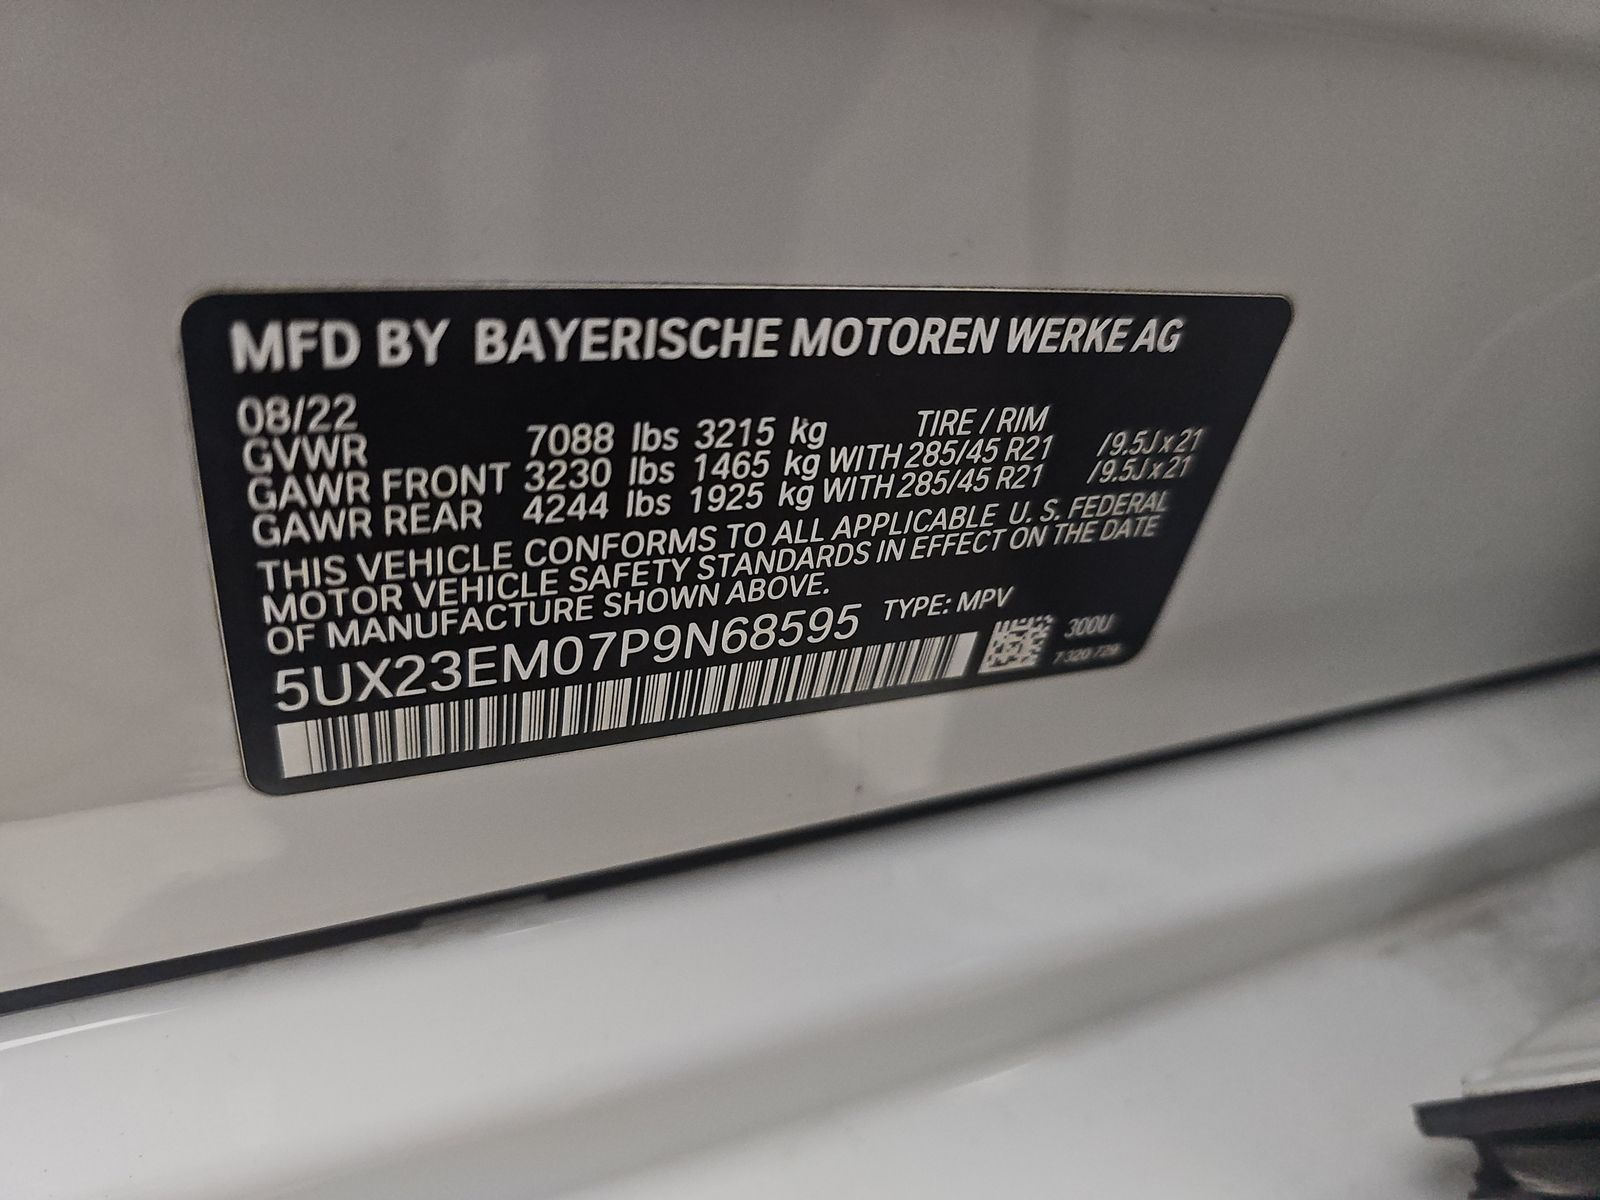 MFD BY BAYERISCHE MOTOREN WERKE AG
08/22 TIRE / RIM
GVWR 7088 lbs 3215 kg
GAWR FRONT 3230 lbs 1465 kg WITH 285/45 R21 /9.5J x 21
GAWR REAR 4244 lbs 1925 kg WITH 285/45 R21 /9.5J x 21
THIS VEHICLE CONFORMS TO ALL APPLICABLE U. S. FEDERAL
MOTOR VEHICLE SAFETY STANDARDS IN EFFECT ON THE DATE
OF MANUFACTURE SHOWN ABOVE.
5UX23EM07P9N68595 TYPE: MPV
300U